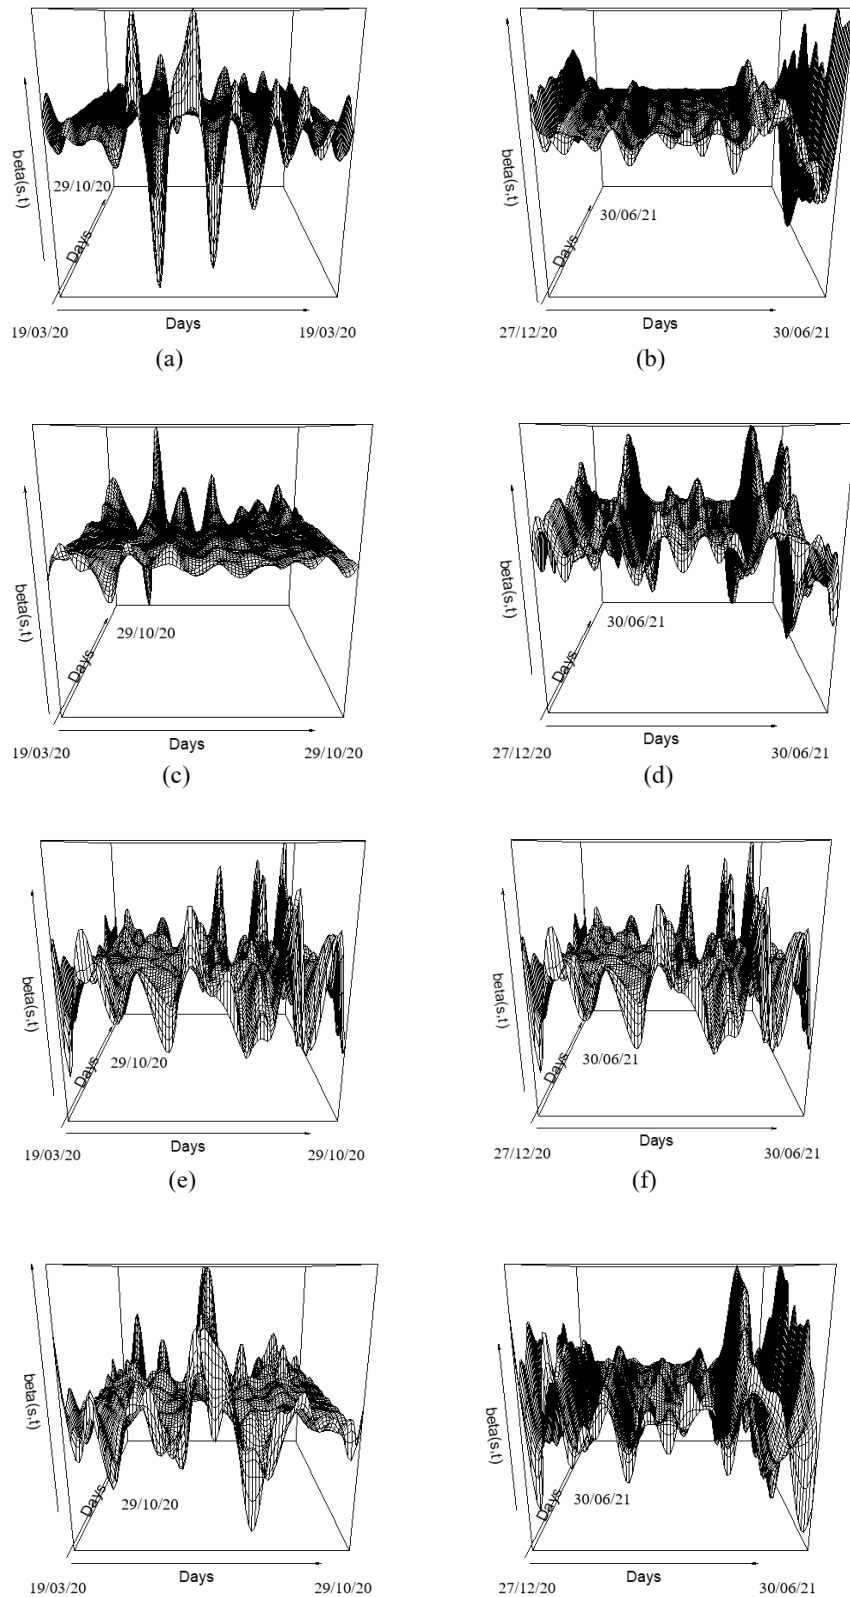 beta(s,t)
29/10/20
Days
Days
19/03/20
19/03/20
(a)
beta(s,t)
30/06/21
Days
Days
27/12/20
30/06/21
(b)
beta(s,t)
29/10/20
Days
Days
19/03/20
29/10/20
(c)
beta(s,t)
30/06/21
Days
Days
27/12/20
30/06/21
(d)
beta(s,t)
29/10/20
Days
Days
19/03/20
29/10/20
(e)
beta(s,t)
30/06/21
Days
Days
27/12/20
30/06/21
(f)
beta(s,t)
29/10/20
Days
Days
19/03/20
29/10/20
beta(s,t)
30/06/21
Days
Days
27/12/20
30/06/21